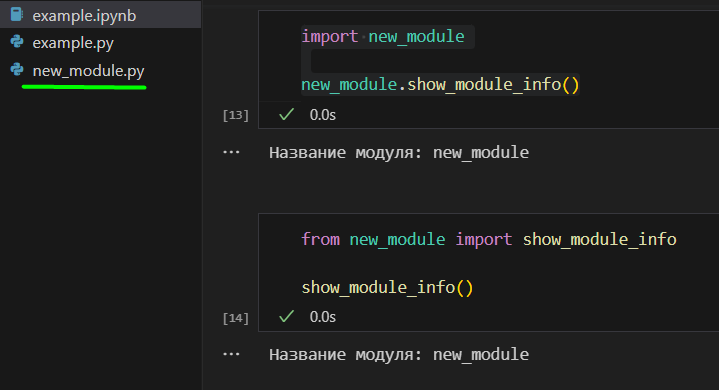 example.ipynb
example.py
new_module.py
import new_module
new_module.show_module_info()
[13]
0.0s
... Название модуля: new_module
from new_module import show_module_info
show_module_info()
[14]
0.0s
... Название модуля: new_module